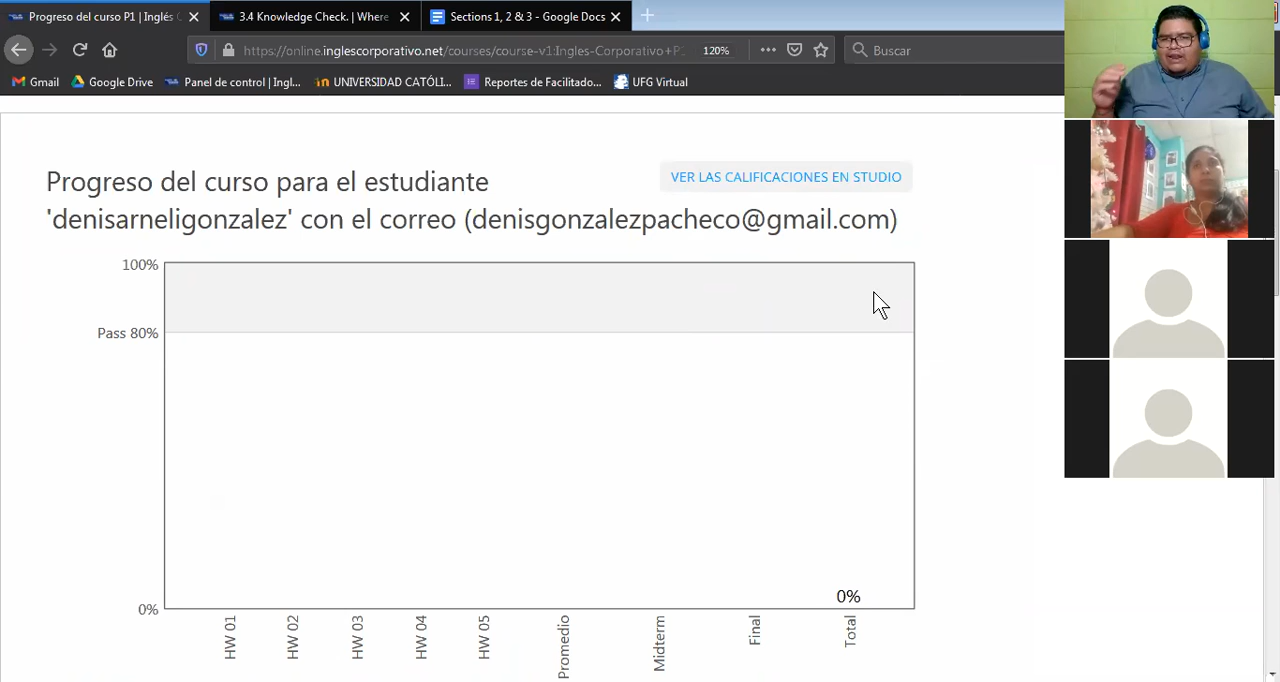 Progreso del curso P1 | Inglés C
3.4 Knowledge Check. | Where
Sections 1, 2 & 3 - Google Docs
https://online.inglescorporativo.net/courses/course-v1:Ingles-Corporativo+P
120%
Buscar
Gmail
Google Drive
Panel de control | Ingl...
UNIVERSIDAD CATÓLI...
Reportes de Facilitado...
UFG Virtual
Progreso del curso para el estudiante
'denisarneligonzalez' con el correo (denisgonzalezpacheco@gmail.com)
VER LAS CALIFICACIONES EN STUDIO
100%
Pass 80%
0%
0%
HW 01
HW 02
HW 03
HW 04
HW 05
Promedio
Midterm
Final
Total